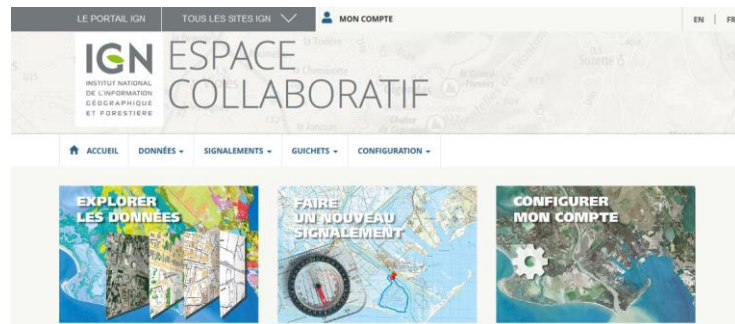 LE PORTAIL IGN TOUS LES SITES IGN MON COMPTE EN | FR
IGN
INSTITUT NATIONAL
DE L'INFORMATION
GÉOGRAPHIQUE
ET FORESTIÈRE
ESPACE
COLLABORATIF
ACCUEIL DONNÉES SIGNALEMENTS GUICHETS CONFIGURATION
EXPLORER
LES DONNÉES
FAIRE
UN NOUVEAU
SIGNALEMENT
CONFIGURER
MON COMPTE